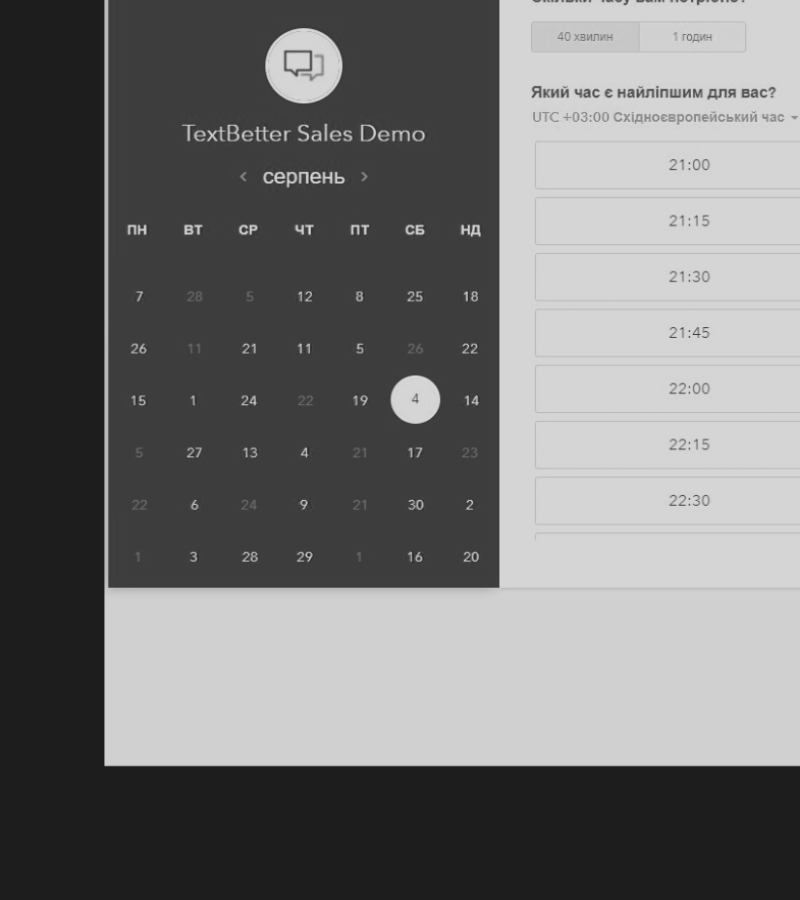 Скільки часу вам потрібно?
40 хвилин 1 годин
Який час є найліпшим для вас?
UTC +03:00 Східноєвропейський час
TextBetter Sales Demo
< серпень >
ПН ВТ СР ЧТ ПТ СБ НД
7 28 5 12 8 25 18
26 11 21 11 5 26 22
15 1 24 22 19 4 14
5 27 13 4 21 17 23
22 6 24 9 21 30 2
1 3 28 29 1 16 20
21:00
21:15
21:30
21:45
22:00
22:15
22:30